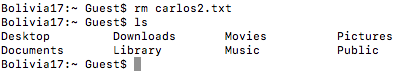 Bolivia17:~ Guest$ rm carlos2.txt
Bolivia17:~ Guest$ ls
Desktop Downloads Movies Pictures
Documents Library Music Public
Bolivia17:~ Guest$